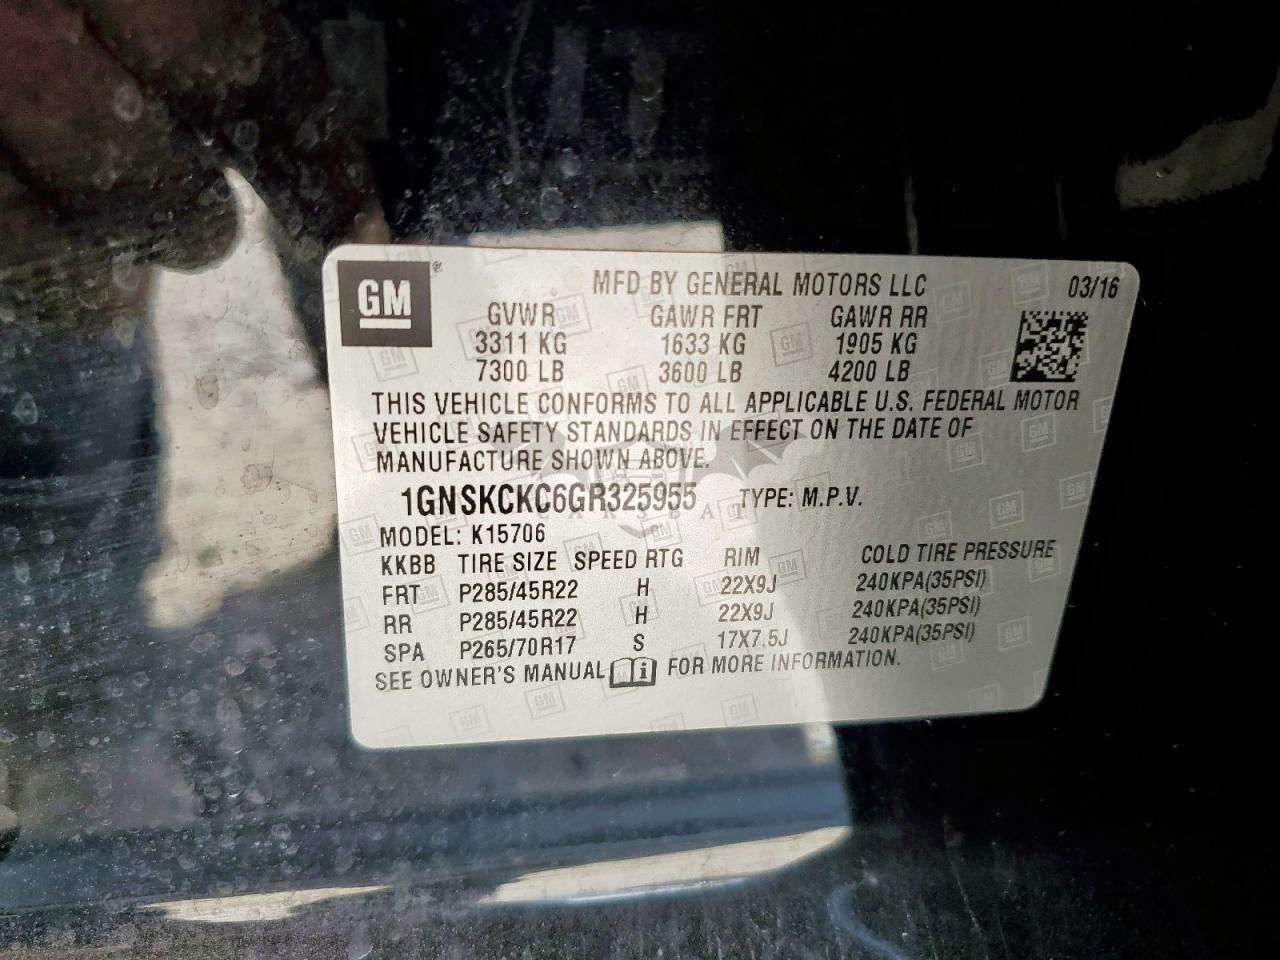 GM
MFD BY GENERAL MOTORS LLC 03/16
GVWR GAWR FRT GAWR RR
3311 KG 1633 KG 1905 KG
7300 LB 3600 LB 4200 LB
THIS VEHICLE CONFORMS TO ALL APPLICABLE U.S. FEDERAL MOTOR
VEHICLE SAFETY STANDARDS IN EFFECT ON THE DATE OF
MANUFACTURE SHOWN ABOVE.
1GNSKCKC6GR325955 TYPE: M.P.V.
CARSBAT
MODEL: K15706
KKBB TIRE SIZE SPEED RTG RIM COLD TIRE PRESSURE
FRT P285/45R22 H 22X9J 240KPA(35PSI)
RR P285/45R22 H 22X9J 240KPA(35PSI)
SPA P265/70R17 S 17X7.5J 240KPA(35PSI)
SEE OWNER'S MANUAL i FOR MORE INFORMATION.